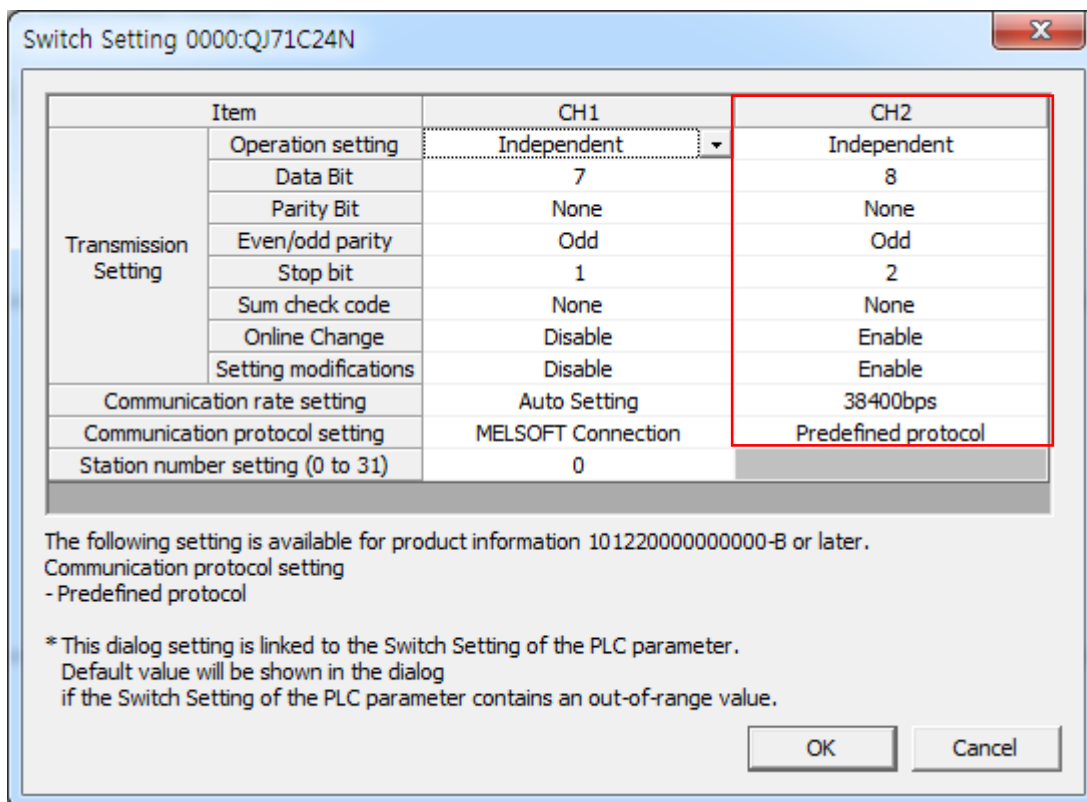 Switch Setting 0000:QJ71C24N
x
Item CH1 CH2
Transmission Setting
Operation setting Independent Independent
Data Bit 7 8
Parity Bit None None
Even/odd parity Odd Odd
Stop bit 1 2
Sum check code None None
Online Change Disable Enable
Setting modifications Disable Enable
Communication rate setting Auto Setting 38400bps
Communication protocol setting MELSOFT Connection Predefined protocol
Station number setting (0 to 31) 0
The following setting is available for product information 101220000000000-B or later.
Communication protocol setting
- Predefined protocol
* This dialog setting is linked to the Switch Setting of the PLC parameter.
Default value will be shown in the dialog
if the Switch Setting of the PLC parameter contains an out-of-range value.
OK Cancel